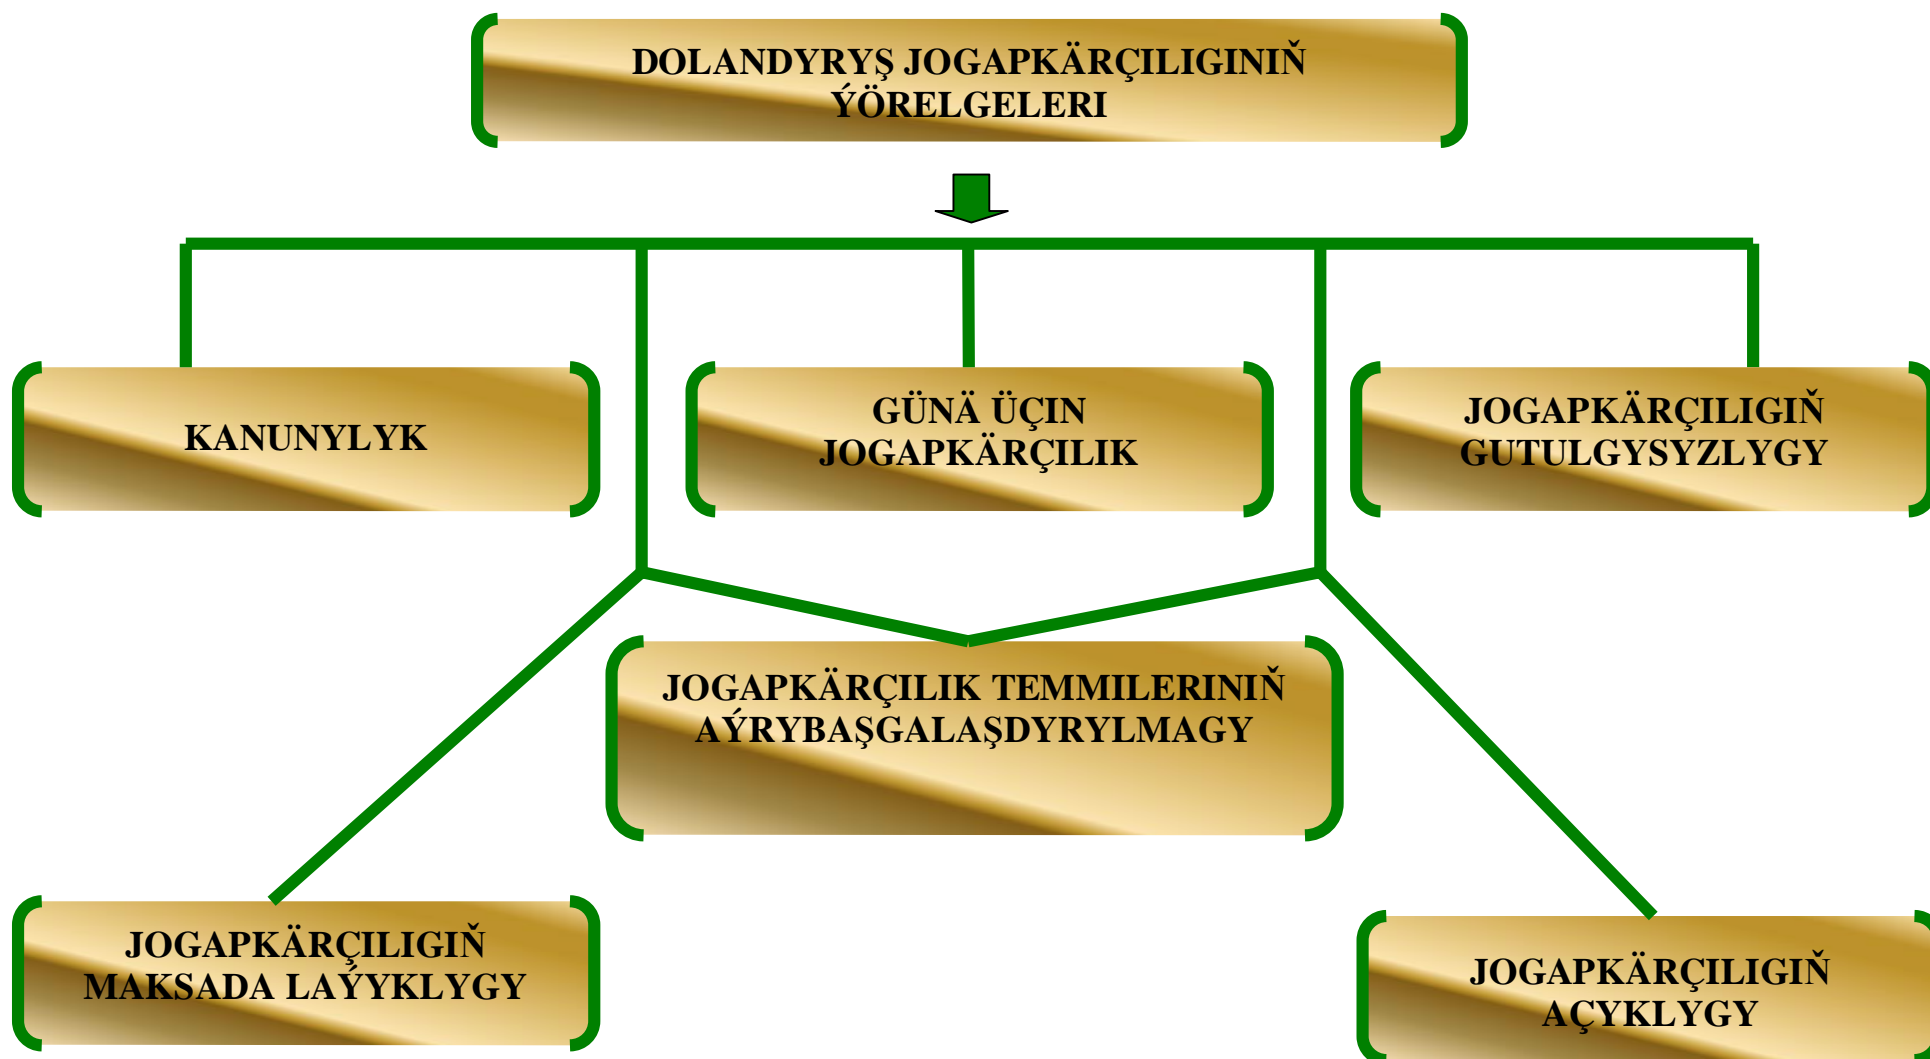 DOLANDYRYŞ JOGAPKÄRÇILIGINIŇ
ÝÖRELGELERI
KANUNYLYK
GÜNÄ ÜÇIN
JOGAPKÄRÇILIK
JOGAPKÄRÇILIGIŇ
GUTULGYSYZLYGY
JOGAPKÄRÇILIK TEMMILERINIŇ
AÝRYBAŞGALAŞDYRYLMAGY
JOGAPKÄRÇILIGIŇ
MAKSADA LAÝYKLYGY
JOGAPKÄRÇILIGIŇ
AÇYKLYGY